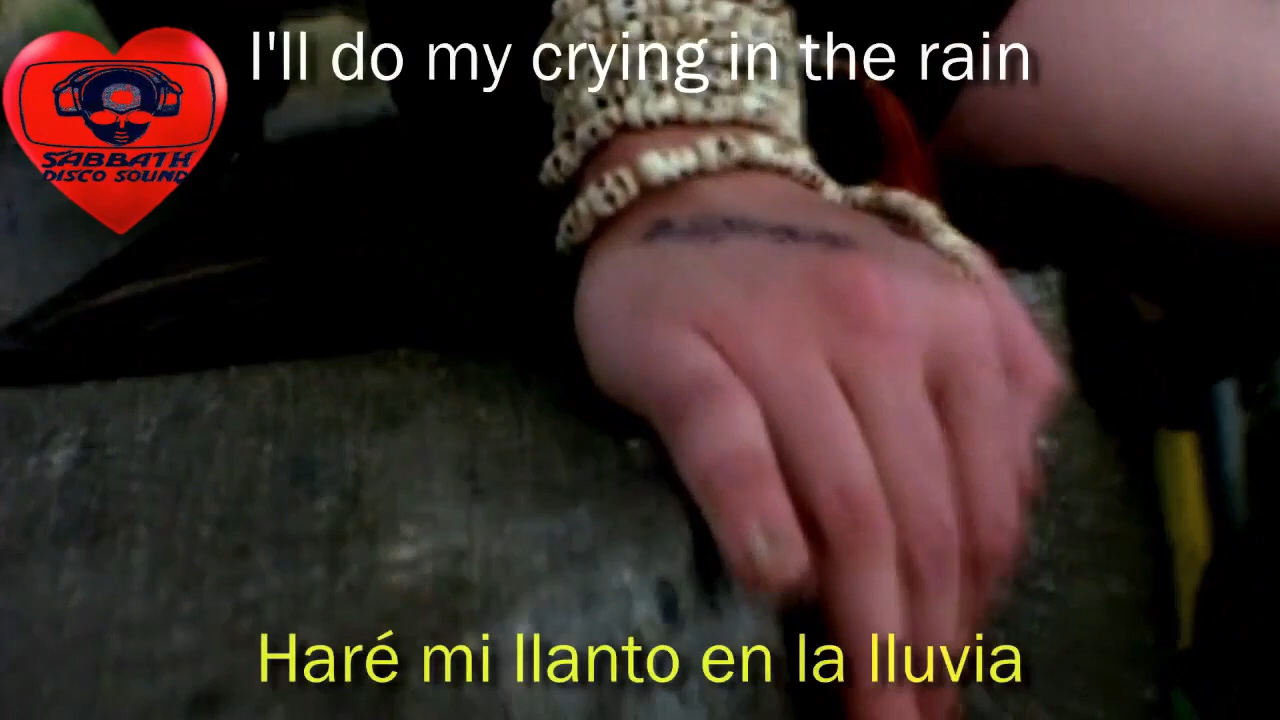 I'll do my crying in the rain
SABBATH
DISCO SOUND
Haré mi llanto en la lluvia